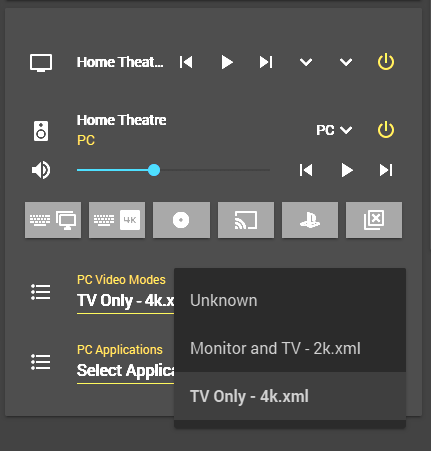 Home Theat...
Home Theatre
PC
PC
4K
PC Video Modes
TV Only - 4k.x
Unknown
Monitor and TV - 2k.xml
PC Applications
Select Applica
TV Only - 4k.xml